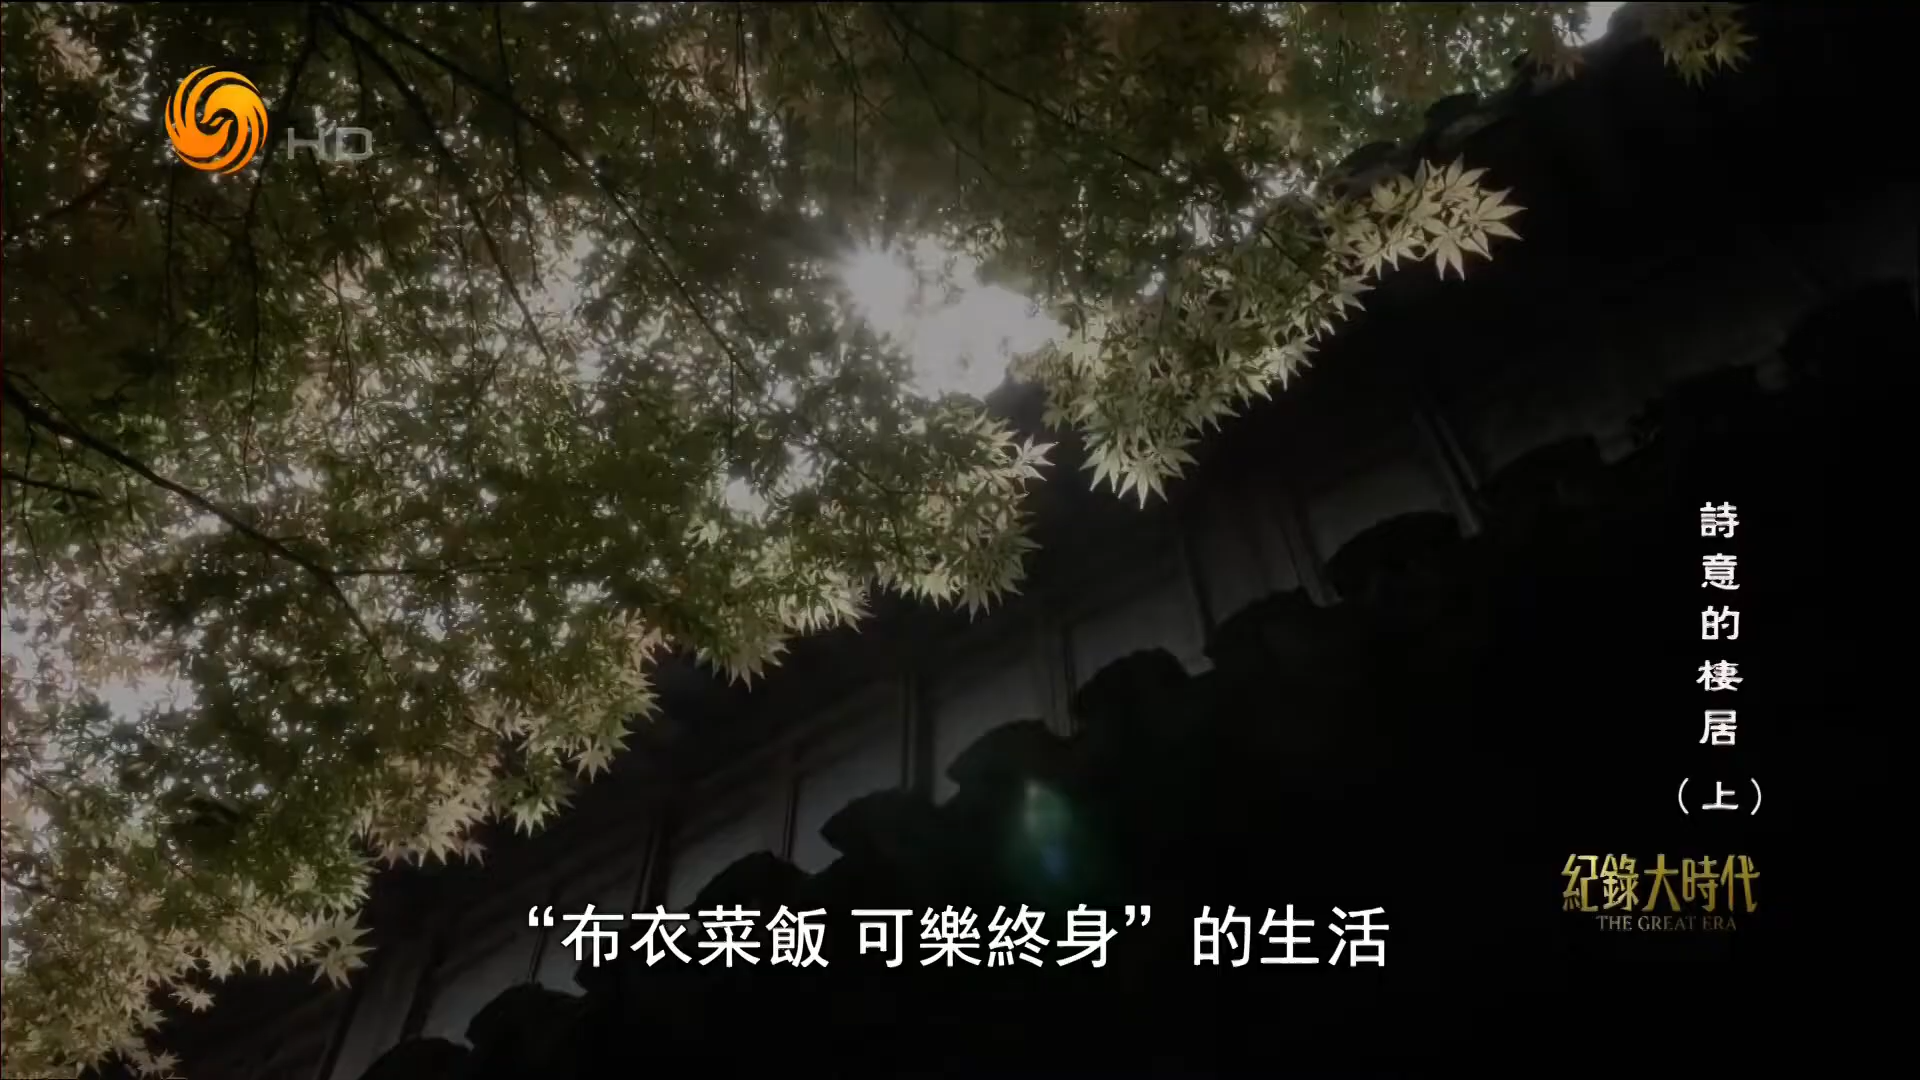 HD
詩意的棲居
（上）
紀錄大時代
THE GREAT ERA
“布衣菜飯 可樂終身”的生活